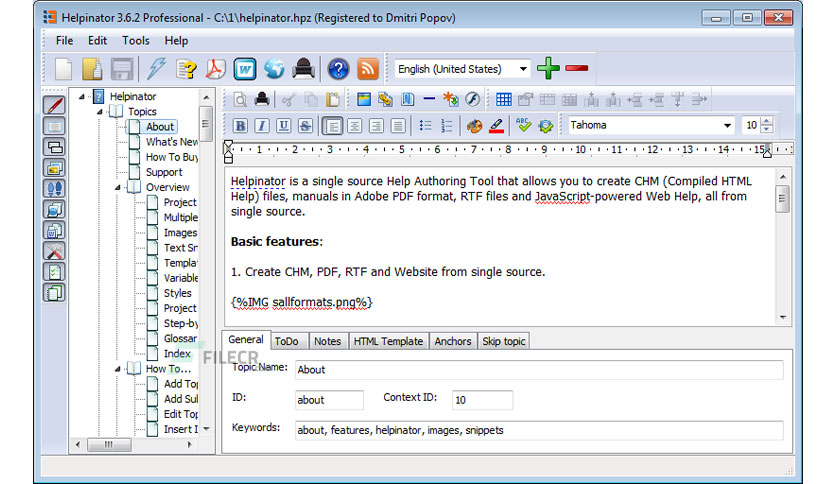 Helpinator 3.6.2 Professional - C:\1\helpinator.hpz (Registered to Dmitri Popov)
File Edit Tools Help
English (United States)
Helpinator
Topics
About
What's New
How To Buy
Support
Overview
Project
Multiple
Images
Text Sn
Templat
Variable
Styles
Project
Step-by
Glossar
Index
How To...
Add Top
Add Sul
Edit Top
Insert I
B I U S
ABC
Tahoma
10
1 2 3 4 5 6 7 8 9 10 11 12 13 14 15
Helpinator is a single source Help Authoring Tool that allows you to create CHM (Compiled HTML
Help) files, manuals in Adobe PDF format, RTF files and JavaScript-powered Web Help, all from
single source.
Basic features:
1. Create CHM, PDF, RTF and Website from single source.
{%IMG sallformats.png%}
General ToDo Notes HTML Template Anchors Skip topic
FILECR
Topic Name: About
ID: about Context ID: 10
Keywords: about, features, helpinator, images, snippets